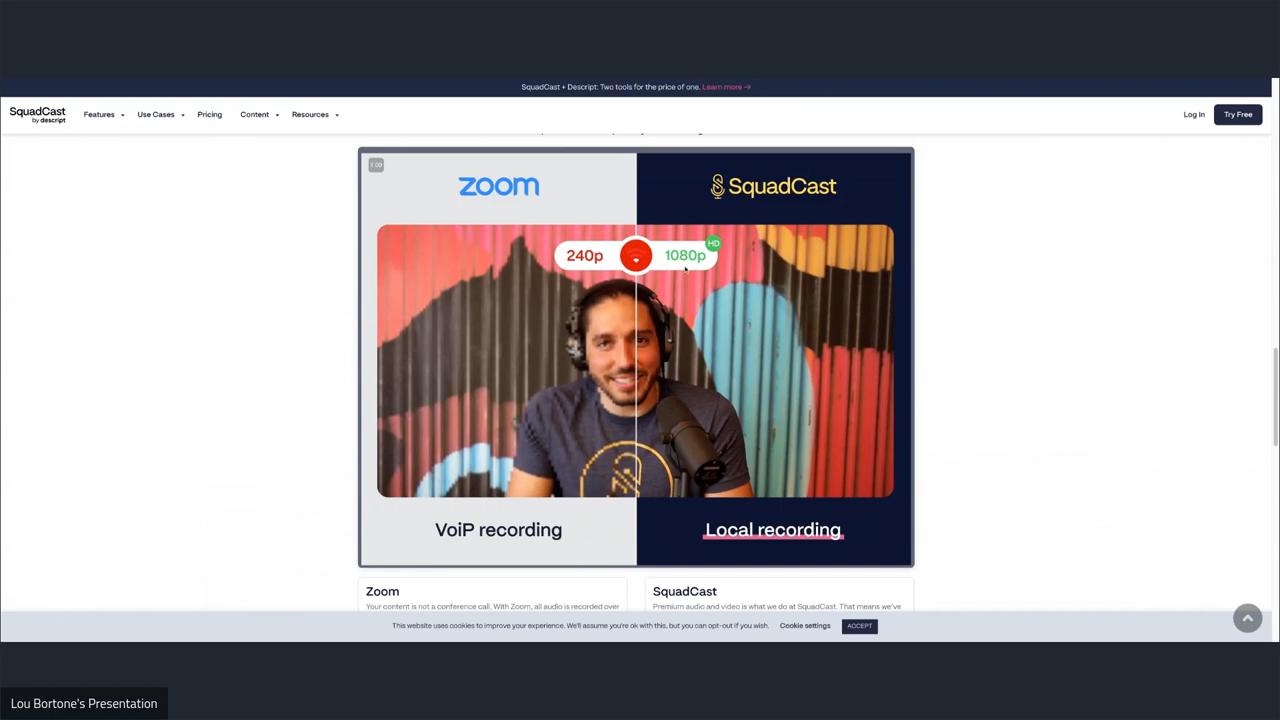 SquadCast + Descript: Two tools for the price of one. Learn more →
SquadCast
by descript
Features
Use Cases
Pricing
Content
Resources
Log In
Try Free
1:00
zoom
SquadCast
240p
1080p
HD
VoiP recording
Local recording
Zoom
SquadCast
Your content is not a conference call. With Zoom, all audio is recorded over
Premium audio and video is what we do at SquadCast. That means we've
This website uses cookies to improve your experience. We'll assume you're ok with this, but you can opt-out if you wish.
Cookie settings
ACCEPT
Lou Bortone's Presentation